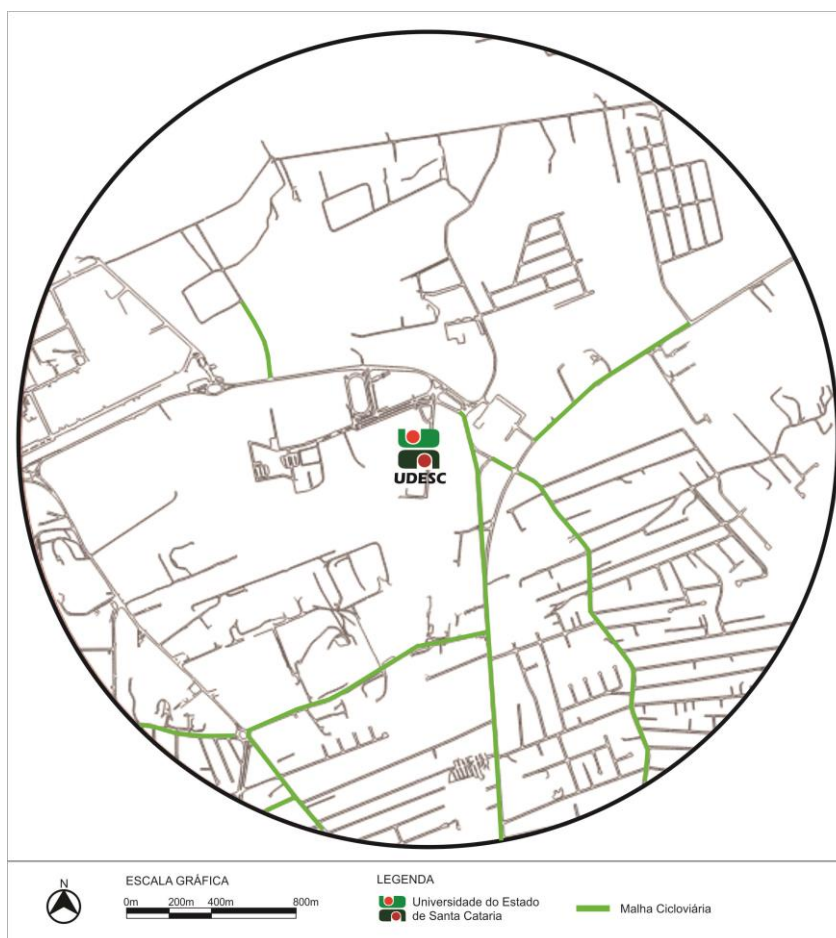 UDESC
N
ESCALA GRÁFICA
0m 200m 400m 800m
LEGENDA
Universidade do Estado
de Santa Cataria
Malha Cicloviária